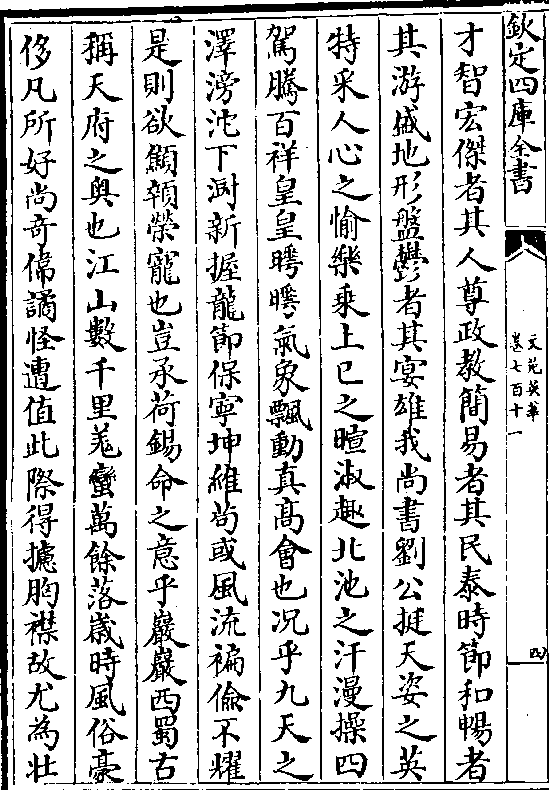 欽定四庫全書
文苑英華
卷七百十一
四
才智宏傑者其人尊政教簡易者其民泰時節和暢者
其游盛地形盤鬱者其宴雄我尚書劉公挺天姿之英
特采人心之愉樂乘上巳之暄淑趣北池之汗漫操四
駕騰百祥皇皇暤暤氣象飄動真髙會也况乎九天之
澤滂沱下澍新握龍節保寧坤維茍或風流褊儉不耀
是則欲顯顓榮寵也豈承荷錫命之意乎巖巖西蜀古
稱天府之奥也江山數千里羌蠻萬餘落嵗時風俗豪
侈凡所好尚竒偉譎怪遭值此際得攄胸襟故尤為壯